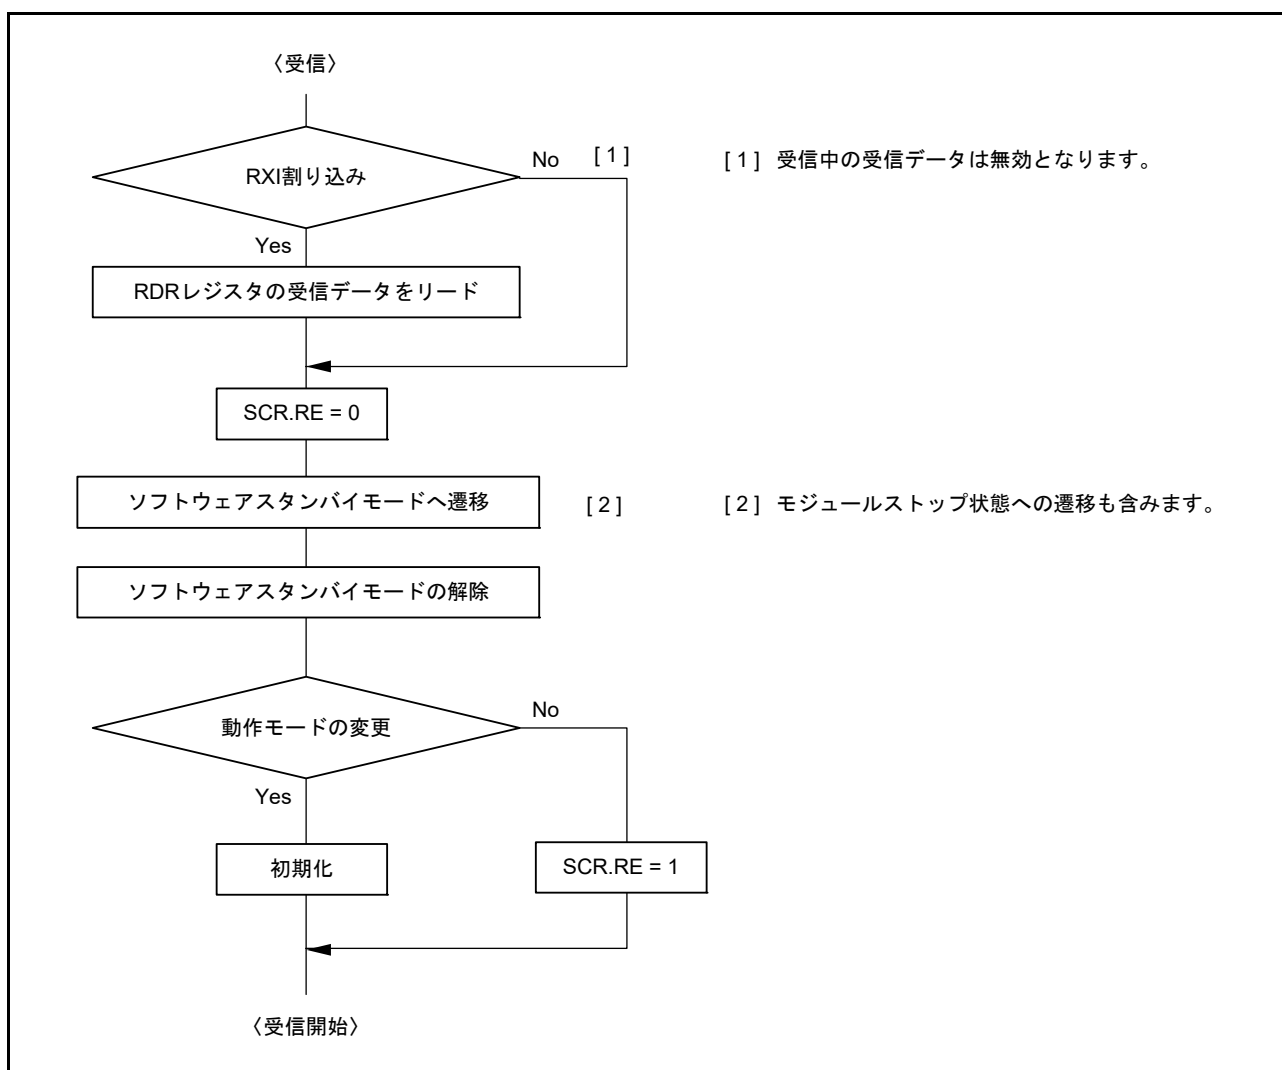 〈受信〉
RXI割り込み
No
[ 1 ]
[ 1 ] 受信中の受信データは無効となります。
Yes
RDRレジスタの受信データをリード
SCR.RE = 0
ソフトウェアスタンバイモードへ遷移
[ 2 ]
[ 2 ] モジュールストップ状態への遷移も含みます。
ソフトウェアスタンバイモードの解除
動作モードの変更
No
Yes
初期化
SCR.RE = 1
〈受信開始〉